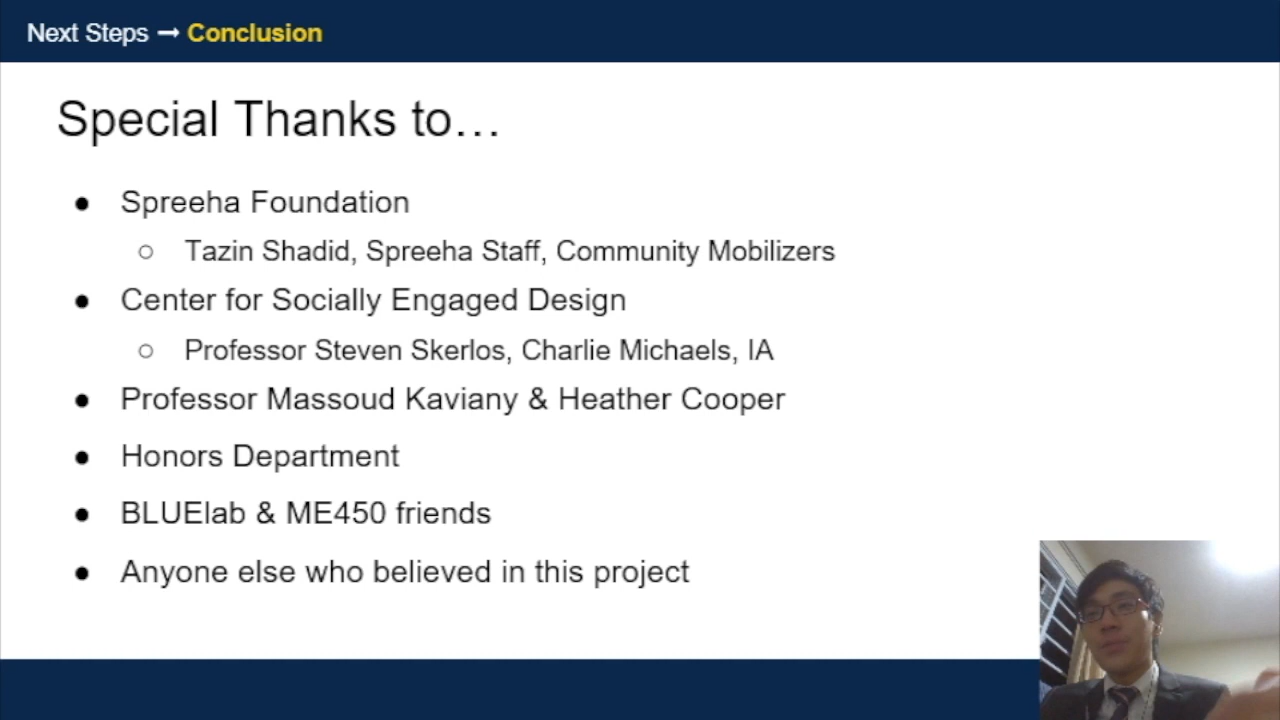 Next Steps → Conclusion
Special Thanks to…
● Spreeha Foundation
○ Tazin Shadid, Spreeha Staff, Community Mobilizers
● Center for Socially Engaged Design
○ Professor Steven Skerlos, Charlie Michaels, IA
● Professor Massoud Kaviany & Heather Cooper
● Honors Department
● BLUElab & ME450 friends
● Anyone else who believed in this project